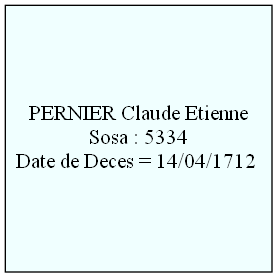 PERNIER Claude Etienne
Sosa : 5334
Date de Deces = 14/04/1712